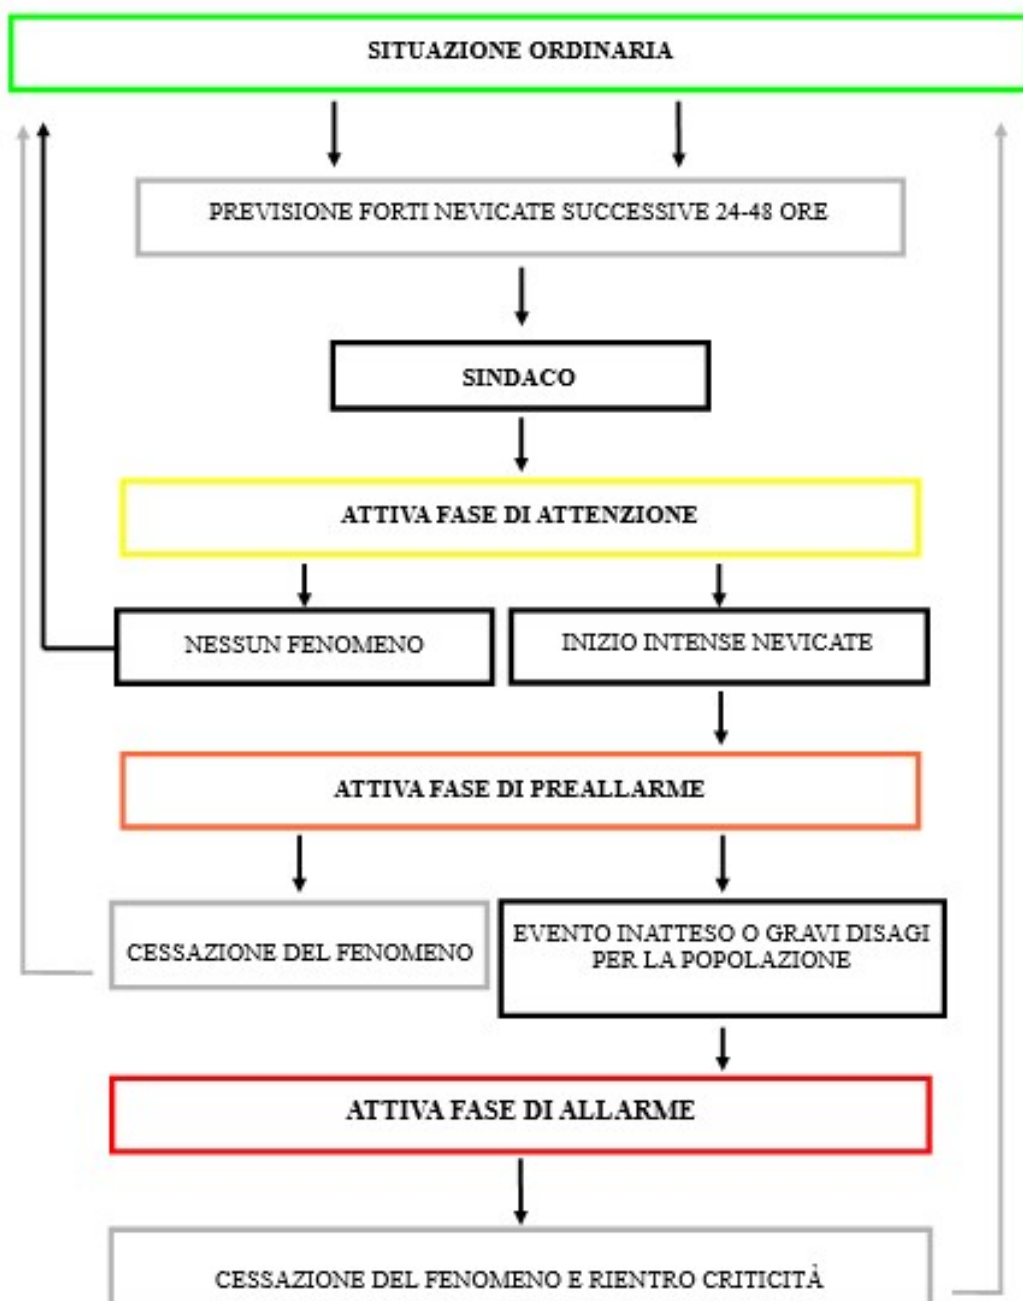 SITUAZIONE ORDINARIA
PREVISIONE FORTI NEVICATE SUCCESSIVE 24-48 ORE
SINDACO
ATTIVA FASE DI ATTENZIONE
NESSUN FENOMENO
INIZIO INTENSE NEVICATE
ATTIVA FASE DI PREALLARME
CESSAZIONE DEL FENOMENO
EVENTO INATTESO O GRAVI DISAGI
PER LA POPOLAZIONE
ATTIVA FASE DI ALLARME
CESSAZIONE DEL FENOMENO E RIENTRO CRITICITÀ